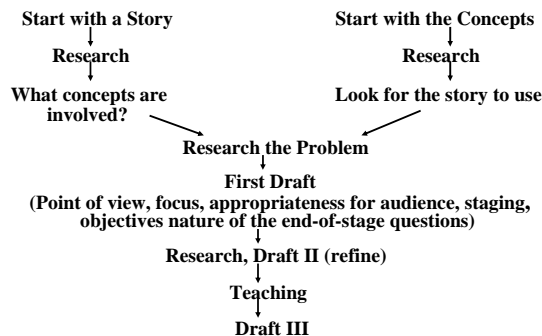 Start with a Story
Start with the Concepts
Research
Research
What concepts are
involved?
Look for the story to use
Research the Problem
First Draft
(Point of view, focus, appropriateness for audience, staging,
objectives nature of the end-of-stage questions)
Research, Draft II (refine)
Teaching
Draft III